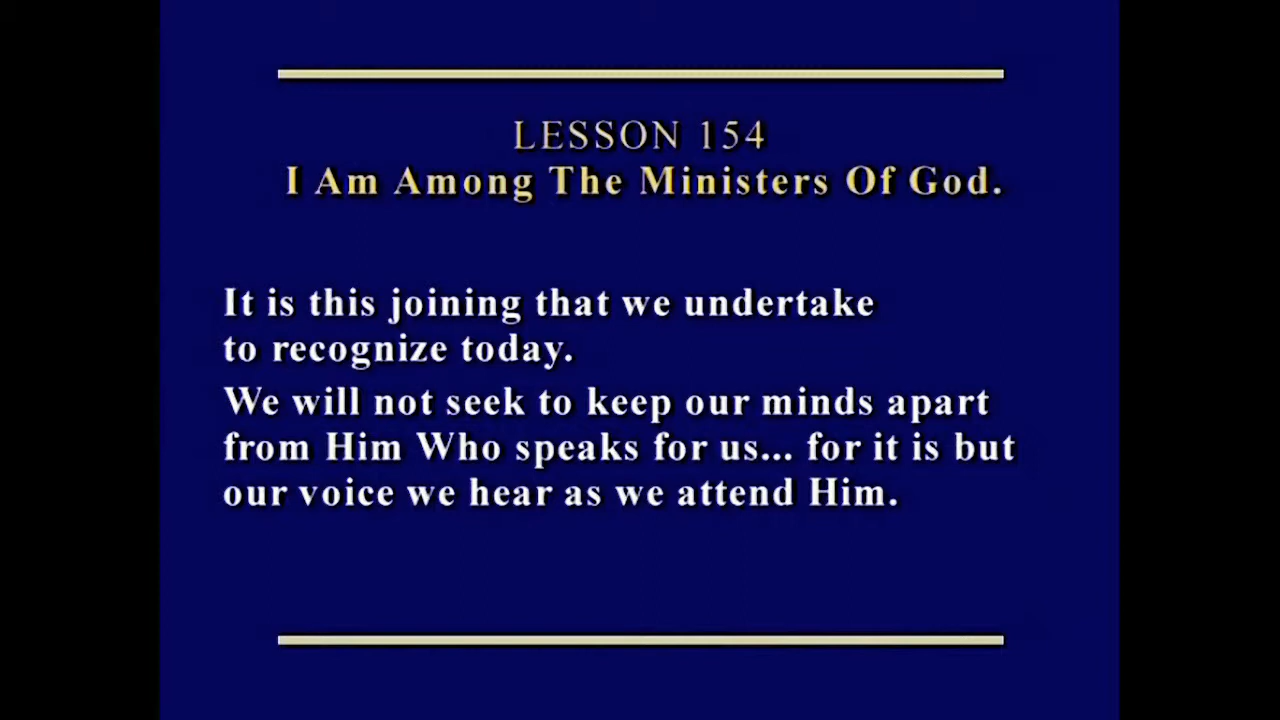 LESSON 154
I Am Among The Ministers Of God.
It is this joining that we undertake
to recognize today.
We will not seek to keep our minds apart
from Him Who speaks for us... for it is but
our voice we hear as we attend Him.